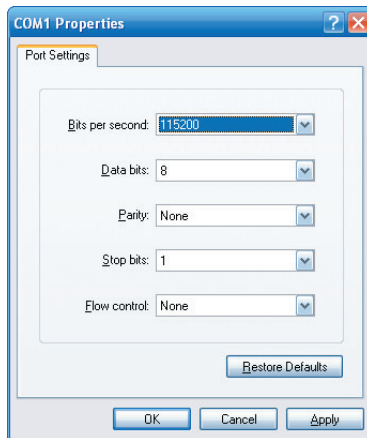 COM1 Properties
Port Settings
Bits per second: 115200
Data bits: 8
Parity: None
Stop bits: 1
Flow control: None
Restore Defaults
OK Cancel Apply